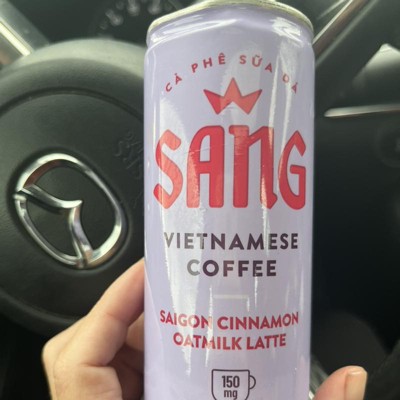 CÀ PHÊ SỮA ĐÁ
SANG
VIETNAMESE
COFFEE
SAIGON CINNAMON
OATMILK LATTE
150
mg